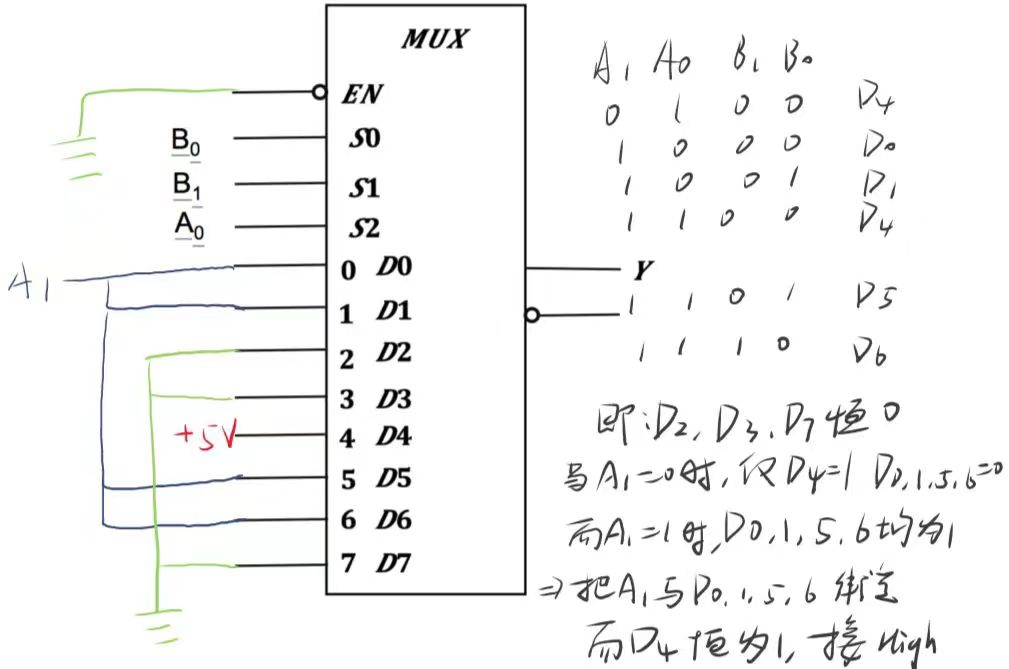 MUX
EN
B₀ S0
B₁ S1
A₀ S2
A₁ 0 D0
1 D1
2 D2
3 D3
+5V 4 D4
5 D5
6 D6
7 D7
Y
A₁ A₀ B₁ B₀
0 1 0 0 D₄
1 0 0 0 D₀
1 0 0 1 D₁
1 1 0 0 D₄
1 1 0 1 D₅
1 1 1 0 D₆
即:D₂, D₃, D₇恒0
当A₁=0时,仅D₄=1 D₀,₁,₅,₆=0
而A₁=1时,D0,1,5,6均为1
⇒把A₁与D₀,₁,5,6
而D₄恒为1,接High